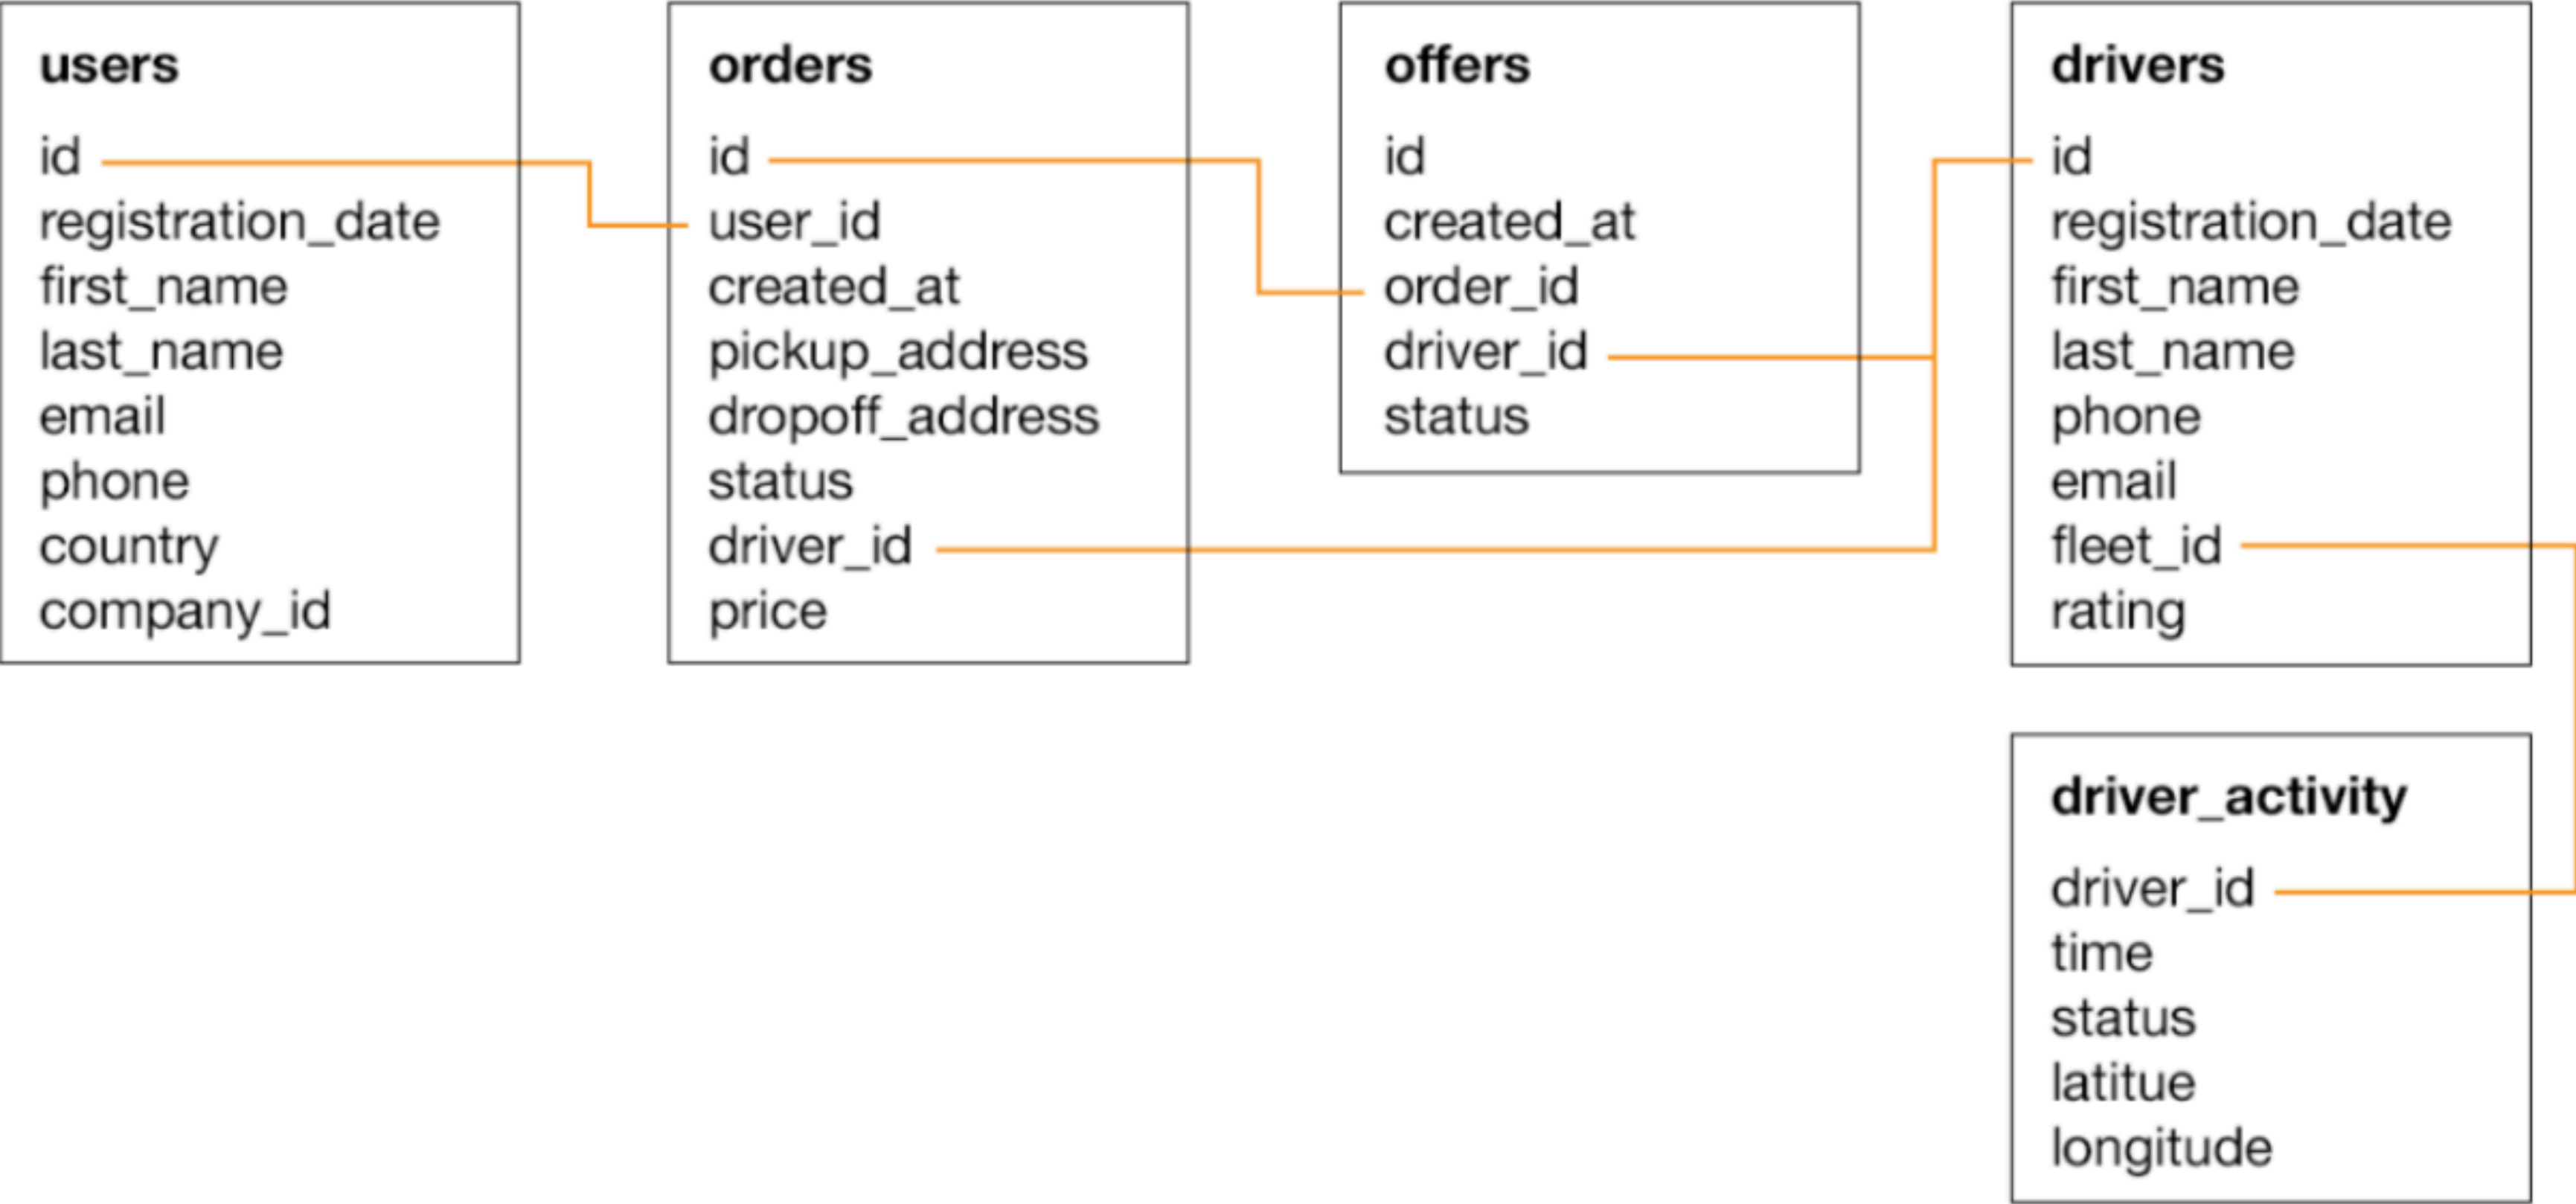 users
id
registration_date
first_name
last_name
email
phone
country
company_id
orders
id
user_id
created_at
pickup_address
dropoff_address
status
driver_id
price
offers
id
created_at
order_id
driver_id
status
drivers
id
registration_date
first_name
last_name
phone
email
fleet_id
rating
driver_activity
driver_id
time
status
latitue
longitude